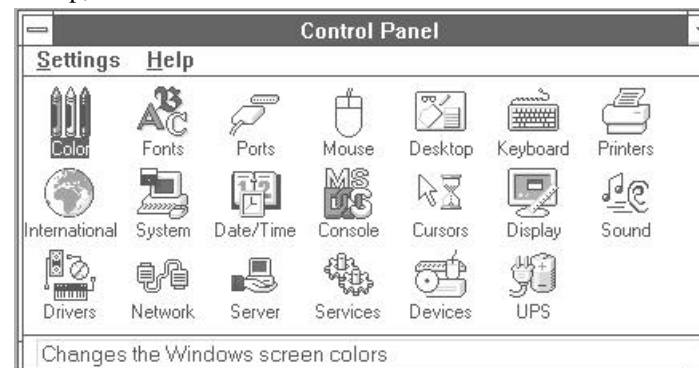 Control Panel
Settings Help
Color Fonts Ports Mouse Desktop Keyboard Printers
International System Date/Time Console Cursors Display Sound
Drivers Network Server Services Devices UPS
Changes the Windows screen colors